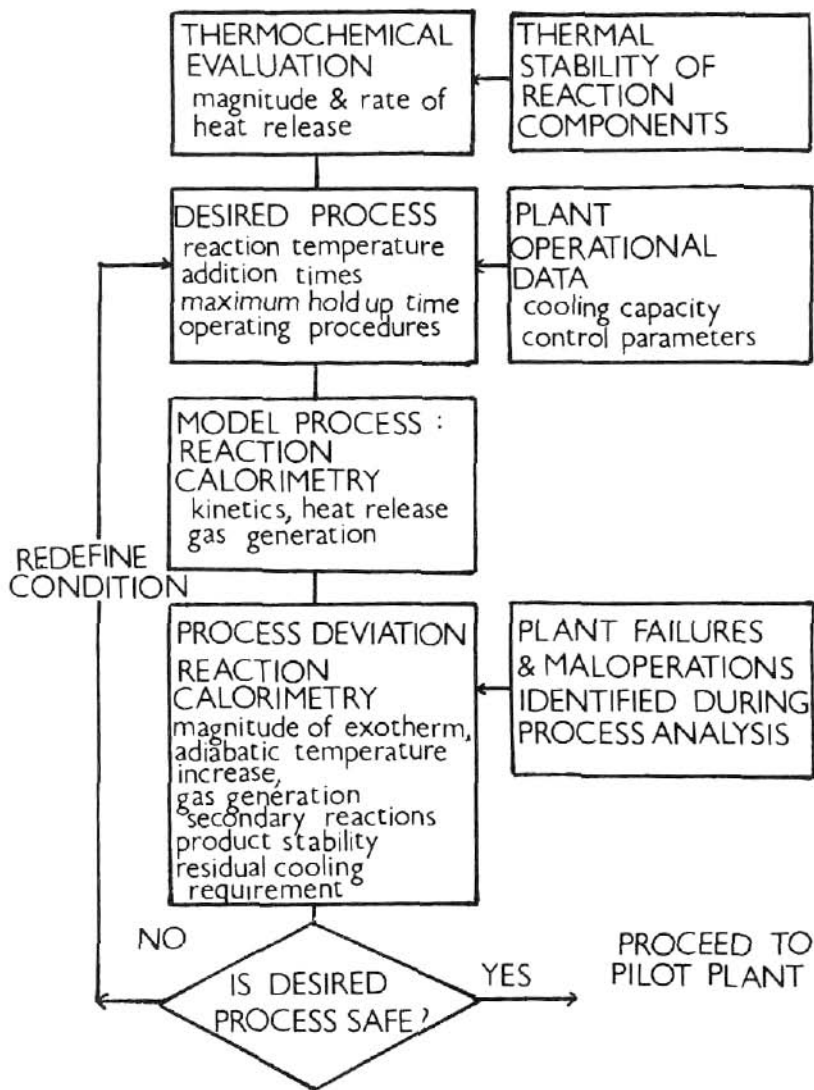 THERMOCHEMICAL
EVALUATION
magnitude & rate of
heat release
THERMAL
STABILITY OF
REACTION
COMPONENTS
DESIRED PROCESS
reaction temperature
addition times
maximum hold up time
operating procedures
PLANT
OPERATIONAL
DATA
cooling capacity
control parameters
MODEL PROCESS :
REACTION
CALORIMETRY
kinetics, heat release
gas generation
REDEFINE
CONDITION
PROCESS DEVIATION
REACTION
CALORIMETRY
magnitude of exotherm,
adiabatic temperature
increase,
gas generation
secondary reactions
product stability
residual cooling
requirement
PLANT FAILURES
& MALOPERATIONS
IDENTIFIED DURING
PROCESS ANALYSIS
NO
IS DESIRED
PROCESS SAFE?
YES
PROCEED TO
PILOT PLANT